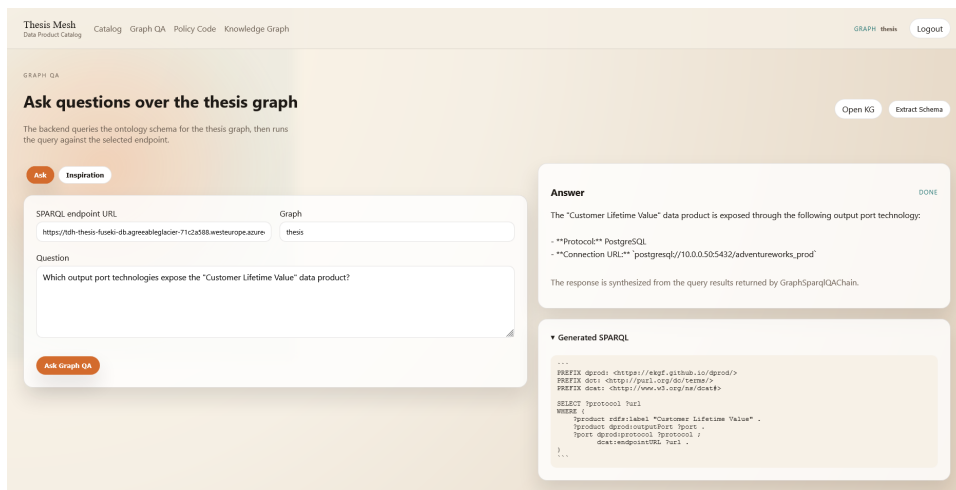 Thesis Mesh
Data Product Catalog
Catalog Graph QA Policy Code Knowledge Graph
GRAPH thesis
Logout
GRAPH QA
Ask questions over the thesis graph
The backend queries the ontology schema for the thesis graph, then runs
the query against the selected endpoint.
Open KG
Extract Schema
Ask
Inspiration
SPARQL endpoint URL
https://tdh-thesis-fuseki-db.agreeableglacier-71c2a588.westeurope.azure
Graph
thesis
Question
Which output port technologies expose the "Customer Lifetime Value" data product?
Ask Graph QA
Answer
DONE
The "Customer Lifetime Value" data product is exposed through the following output port technology:
- **Protocol:** PostgreSQL
- **Connection URL:** `postgresql://10.0.0.50:5432/adventureworks_prod`
The response is synthesized from the query results returned by GraphSparqlQAChain.
▾ Generated SPARQL
```
PREFIX dprod: <https://ekgf.github.io/dprod/>
PREFIX dct: <http://purl.org/dc/terms/>
PREFIX dcat: <http://www.w3.org/ns/dcat#>
SELECT ?protocol ?url
WHERE {
?product rdfs:label "Customer Lifetime Value" .
?product dprod:outputPort ?port .
?port dprod:protocol ?protocol ;
dcat:endpointURL ?url .
}
```